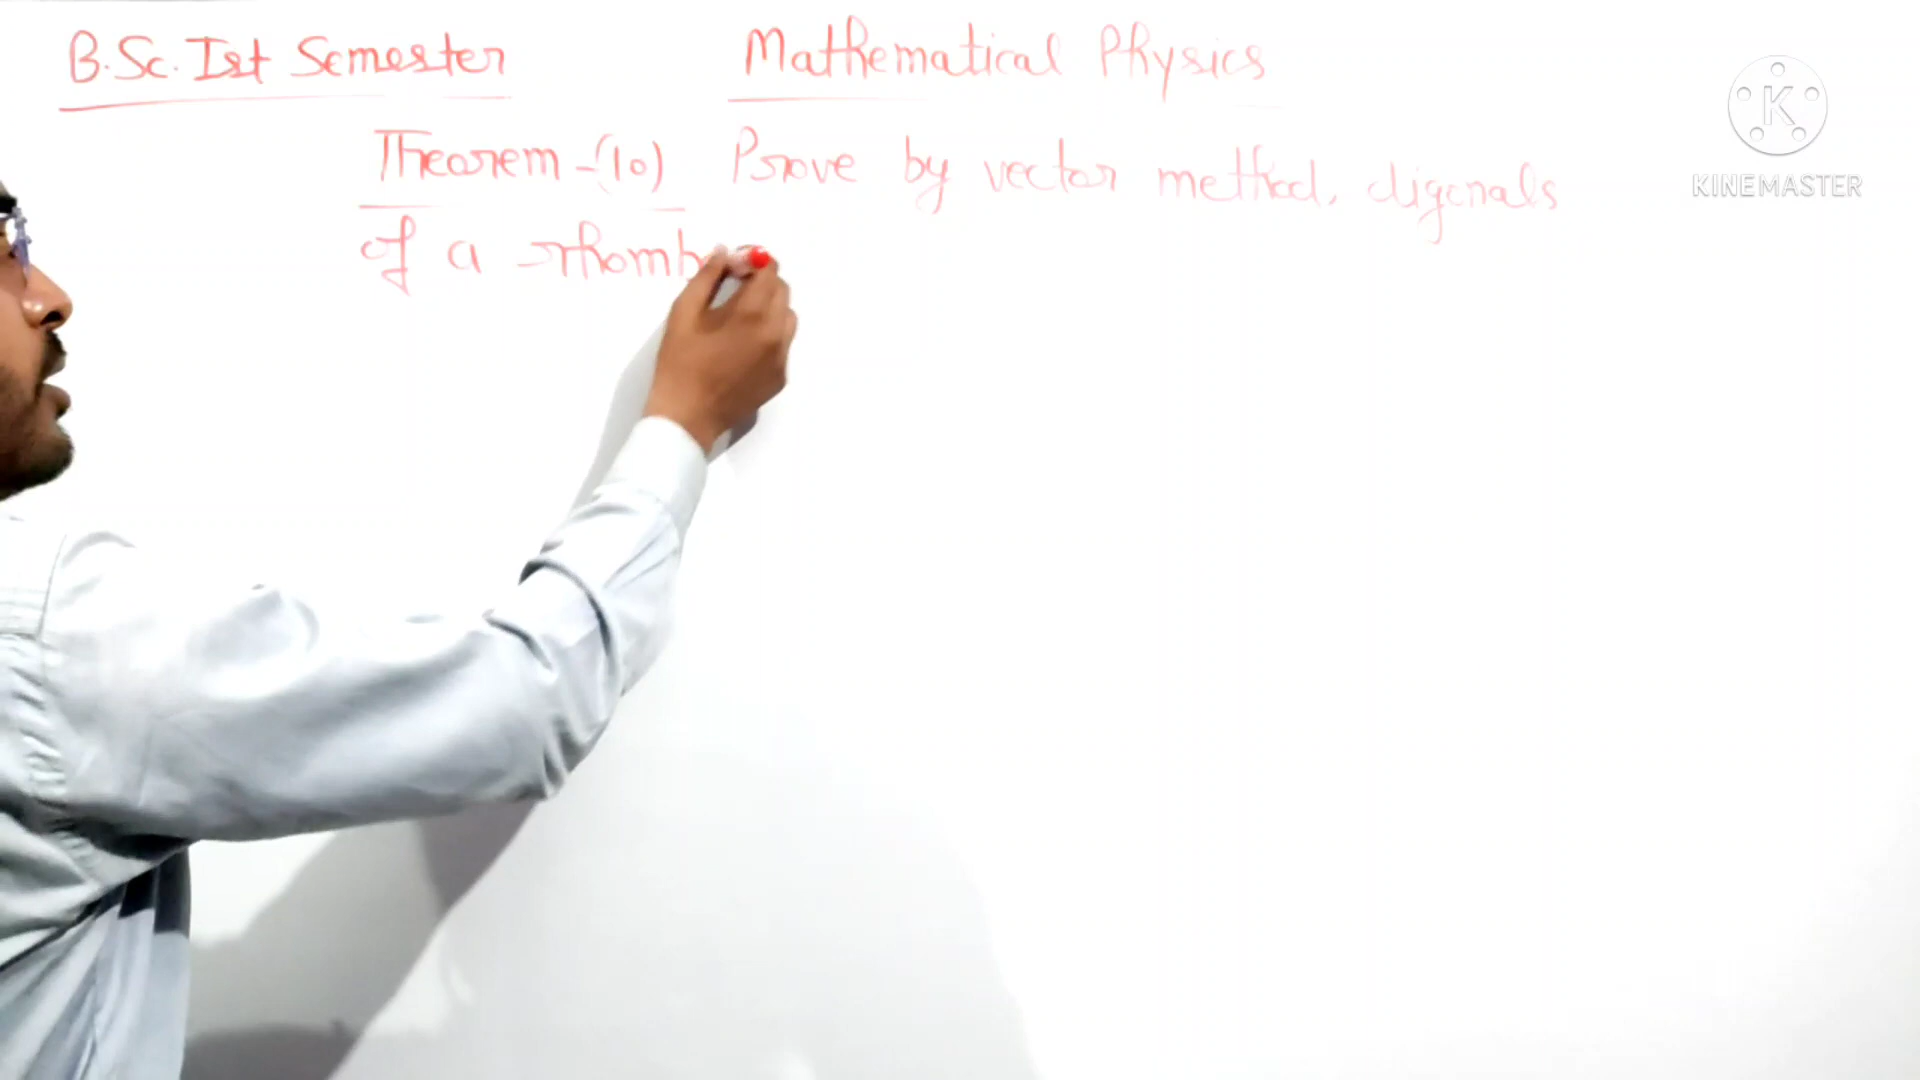 B.Sc. Ist Semester Mathematical Physics
Theorem-(10) Prove by vector method, digonals
of a rhomb
KINEMASTER